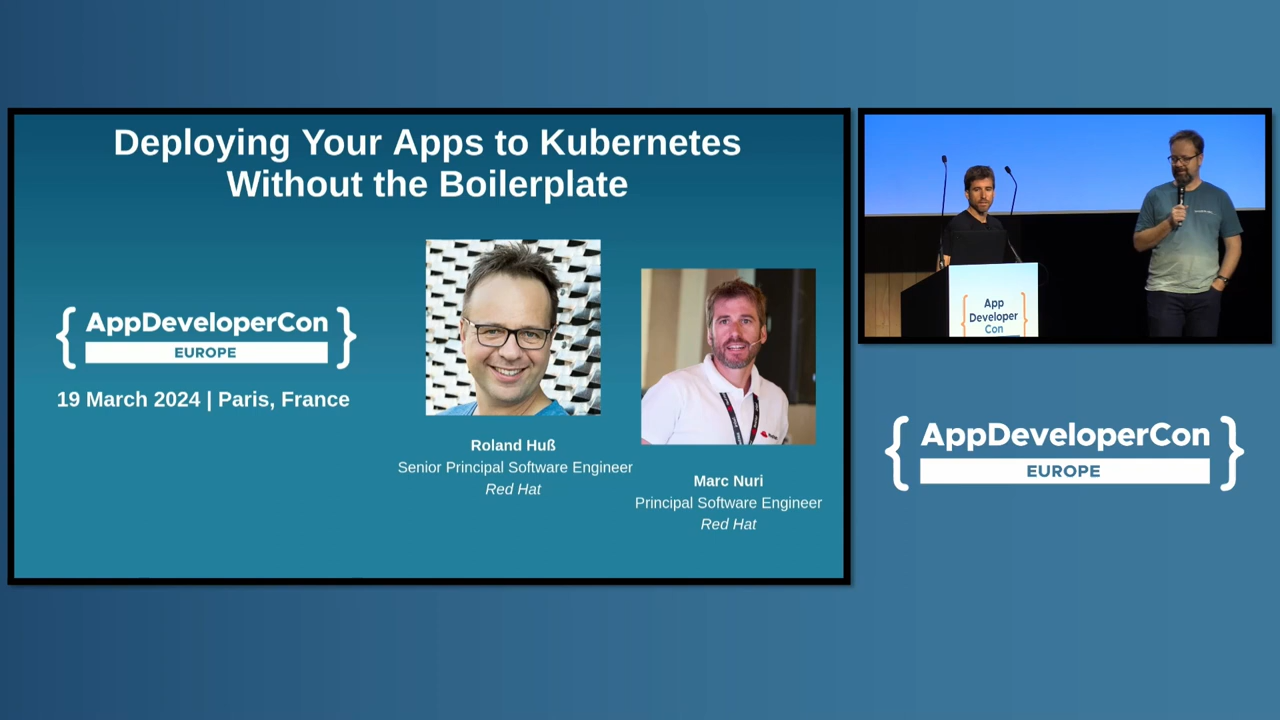 Deploying Your Apps to Kubernetes
Without the Boilerplate
{ AppDeveloperCon }
EUROPE
19 March 2024 | Paris, France
Roland Huß
Senior Principal Software Engineer
Red Hat
Marc Nuri
Principal Software Engineer
Red Hat
{ App
Developer
Con
{ AppDeveloperCon }
EUROPE